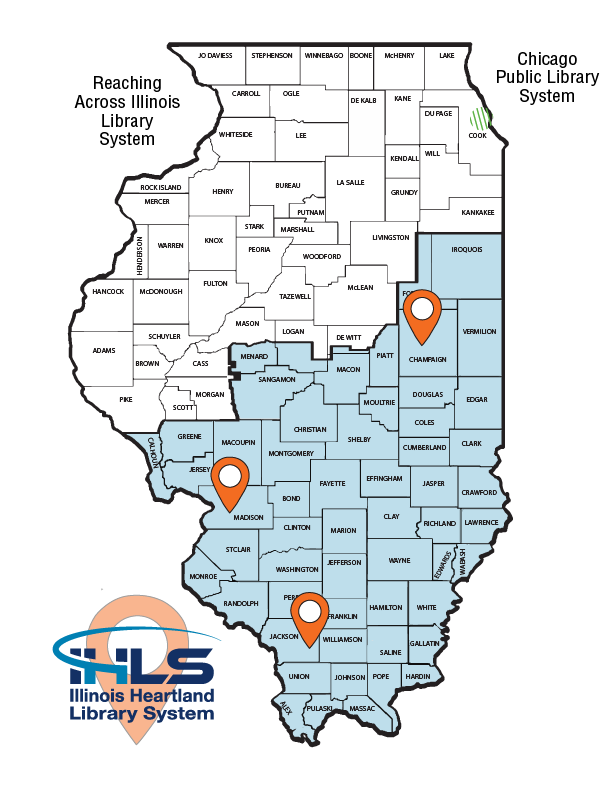 Reaching
Across Illinois
Library
System
Chicago
Public Library
System
JO DAVIESS
STEPHENSON
WINNEBAGO
BOONE
McHENRY
LAKE
CARROLL
OGLE
DE KALB
KANE
DU PAGE
COOK
WHITESIDE
LEE
KENDALL
WILL
ROCK ISLAND
HENRY
BUREAU
LA SALLE
GRUNDY
MERCER
PUTNAM
KANKAKEE
HENDERSON
WARREN
KNOX
STARK
MARSHALL
PEORIA
WOODFORD
LIVINGSTON
IROQUOIS
HANCOCK
McDONOUGH
FULTON
TAZEWELL
McLEAN
FO
MASON
LOGAN
DE WITT
VERMILION
SCHUYLER
ADAMS
BROWN
CASS
MENARD
MACON
PIATT
CHAMPAIGN
SANGAMON
PIKE
MORGAN
SCOTT
MOULTRIE
DOUGLAS
EDGAR
COLES
CALHOUN
GREENE
MACOUPIN
CHRISTIAN
SHELBY
CUMBERLAND
CLARK
MONTGOMERY
JERSEY
FAYETTE
EFFINGHAM
JASPER
CRAWFORD
MADISON
BOND
CLAY
RICHLAND
LAWRENCE
CLINTON
MARION
STCLAIR
WASHINGTON
JEFFERSON
WAYNE
EDWARDS
WABASH
MONROE
RANDOLPH
PER
FRANKLIN
HAMILTON
WHITE
JACKSON
WILLIAMSON
SALINE
GALLATIN
UNION
JOHNSON
POPE
HARDIN
ALEX
PULASKI
MASSAC
IHLS
Illinois Heartland
Library System